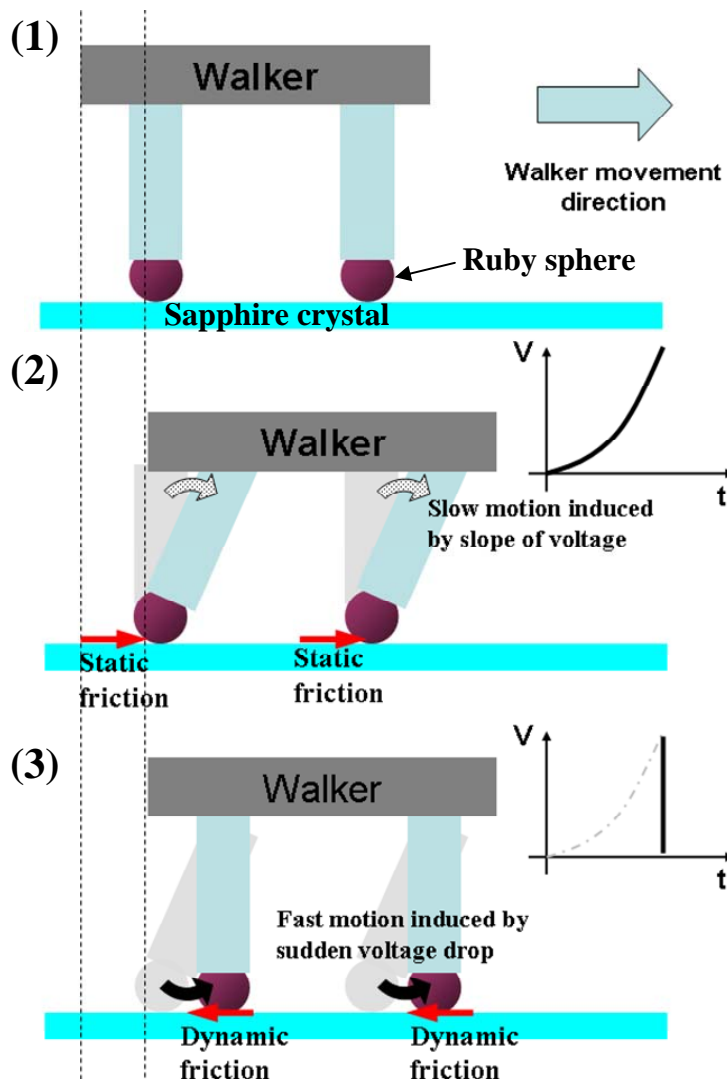 (1)
Walker
Walker movement
direction
Ruby sphere
Sapphire crystal
(2)
Walker
V
t
Slow motion induced
by slope of voltage
Static
friction
Static
friction
(3)
Walker
V
t
Fast motion induced by
sudden voltage drop
Dynamic
friction
Dynamic
friction